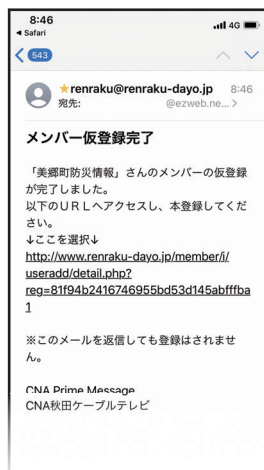 8:46
4G
◀ Safari
543
★renraku@renraku-dayo.jp 8:46
宛先: @ezweb.ne...>
メンバー仮登録完了
「美郷町防災情報」さんのメンバーの仮登録
が完了しました。
以下のＵＲＬへアクセスし、本登録してくだ
さい。
↓ここを選択↓
http://www.renraku-dayo.jp/member/i/
useradd/detail.php?
reg=81f94b2416746955bd53d145abfffba
1
※このメールを返信しても登録はされませ
ん。
CNA Prime Message
CNA秋田ケーブルテレビ